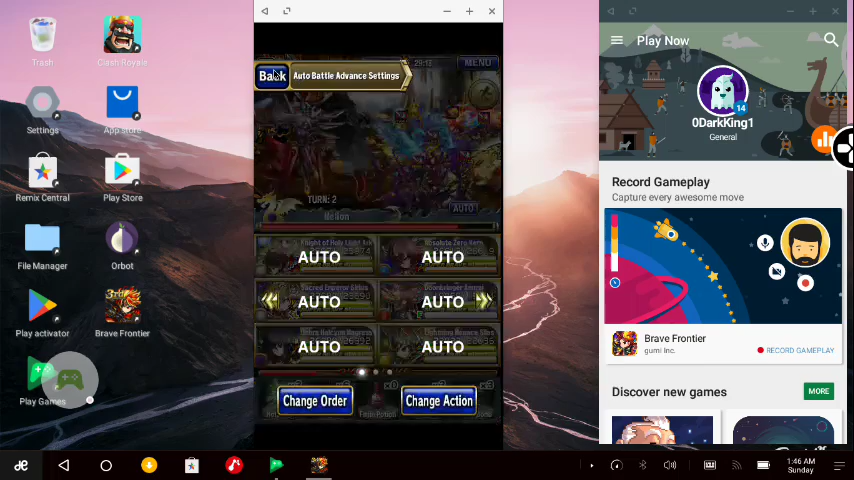 Trash
Clash Royale
Settings
App store
Remix Central
Play Store
File Manager
Orbot
Play activator
Brave Frontier
Play Games
Back
Auto Battle Advance Settings
29:13
MENU
TURN: 2
AUTO
Hellion
AUTO
AUTO
AUTO
AUTO
AUTO
AUTO
Change Order
Change Action
Play Now
14
0DarkKing1
General
Record Gameplay
Capture every awesome move
Brave Frontier
gumi Inc.
RECORD GAMEPLAY
Discover new games
MORE
1:46 AM
Sunday